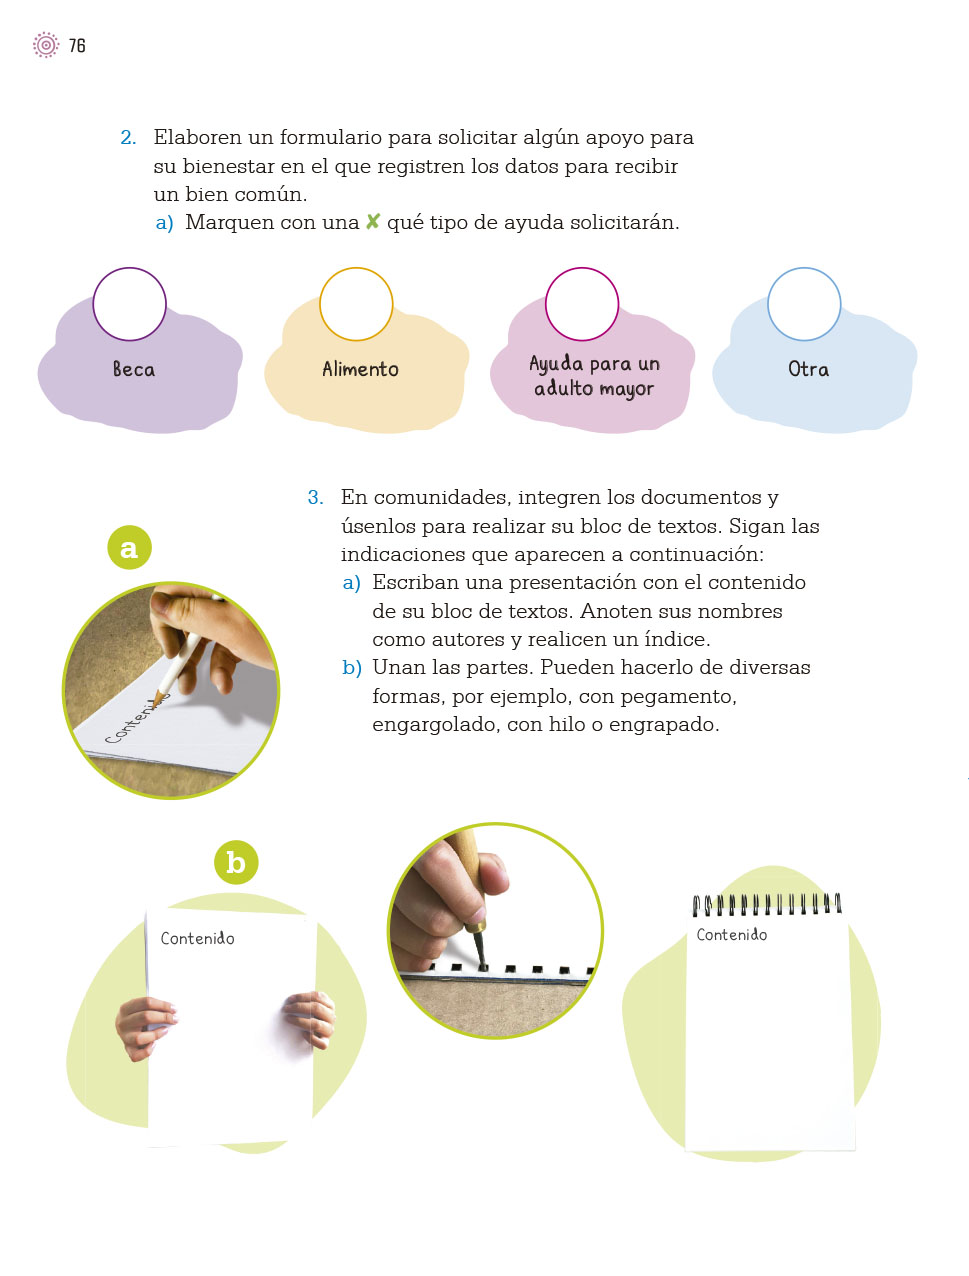 76
2. Elaboren un formulario para solicitar algún apoyo para
su bienestar en el que registren los datos para recibir
un bien común.
a) Marquen con una ✘ qué tipo de ayuda solicitarán.
Beca
Alimento
Ayuda para un
adulto mayor
Otra
3. En comunidades, integren los documentos y
úsenlos para realizar su bloc de textos. Sigan las
indicaciones que aparecen a continuación:
a) Escriban una presentación con el contenido
de su bloc de textos. Anoten sus nombres
como autores y realicen un índice.
b) Unan las partes. Pueden hacerlo de diversas
formas, por ejemplo, con pegamento,
engargolado, con hilo o engrapado.
a
Contenido
b
Contenido
Contenido